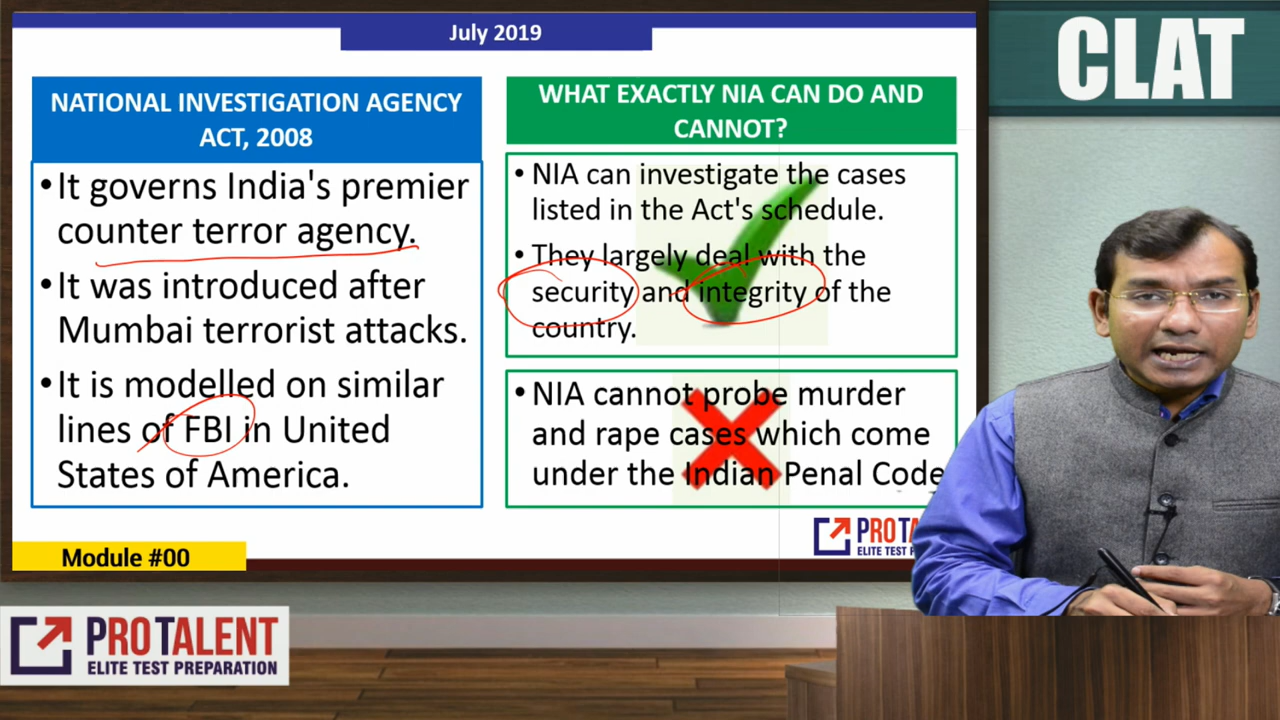 July 2019
CLAT
NATIONAL INVESTIGATION AGENCY
ACT, 2008
•It governs India's premier
counter terror agency.
•It was introduced after
Mumbai terrorist attacks.
•It is modelled on similar
lines of FBI in United
States of America.
WHAT EXACTLY NIA CAN DO AND
CANNOT?
• NIA can investigate the cases
listed in the Act's schedule.
• They largely deal with the
security and integrity of the
country.
• NIA cannot probe murder
and rape cases which come
under the Indian Penal Code
ELITE TEST PREP
Module #00
PROTALENT
ELITE TEST PREPARATION